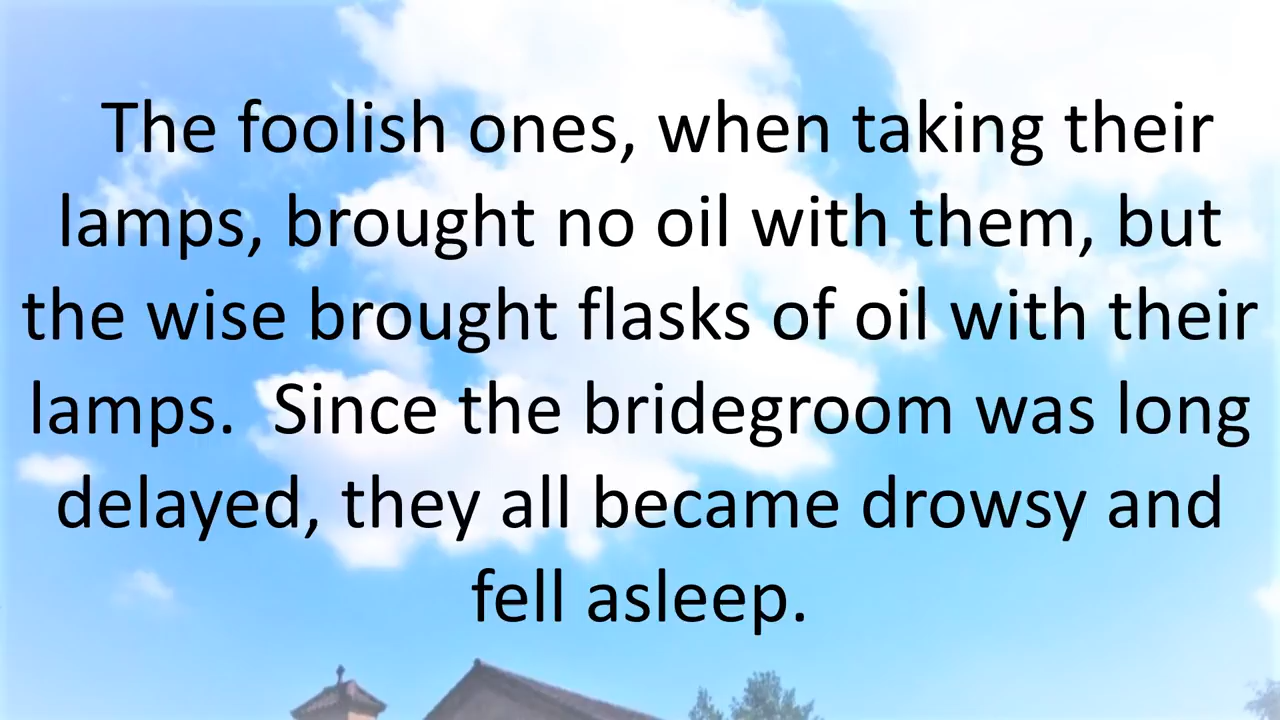 The foolish ones, when taking their
lamps, brought no oil with them, but
the wise brought flasks of oil with their
lamps.  Since the bridegroom was long
delayed, they all became drowsy and
fell asleep.